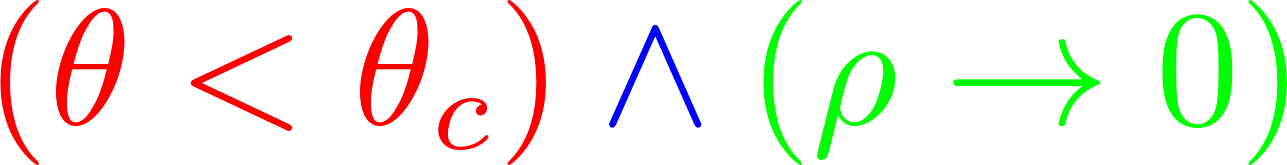 (θ < θ_c) ∧ (ρ → 0)